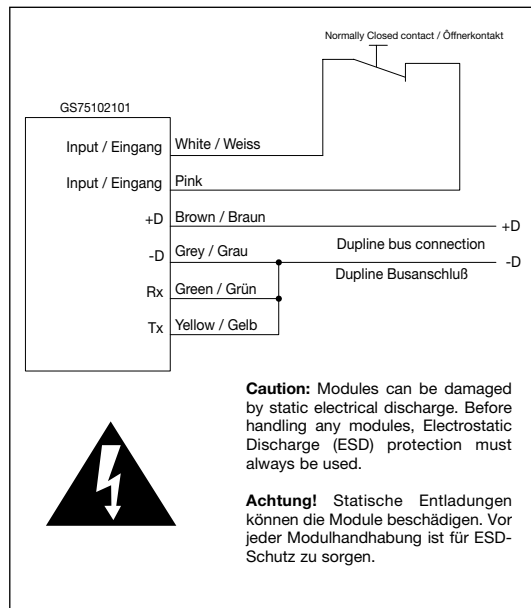 Normally Closed contact / Öffnerkontakt
GS75102101
Input / Eingang White / Weiss
Input / Eingang Pink
+D Brown / Braun +D
-D Grey / Grau Dupline bus connection -D
Dupline Busanschluß
Rx Green / Grün
Tx Yellow / Gelb
Caution: Modules can be damaged
by static electrical discharge. Before
handling any modules, Electrostatic
Discharge (ESD) protection must
always be used.
Achtung! Statische Entladungen
können die Module beschädigen. Vor
jeder Modulhandhabung ist für ESD-
Schutz zu sorgen.